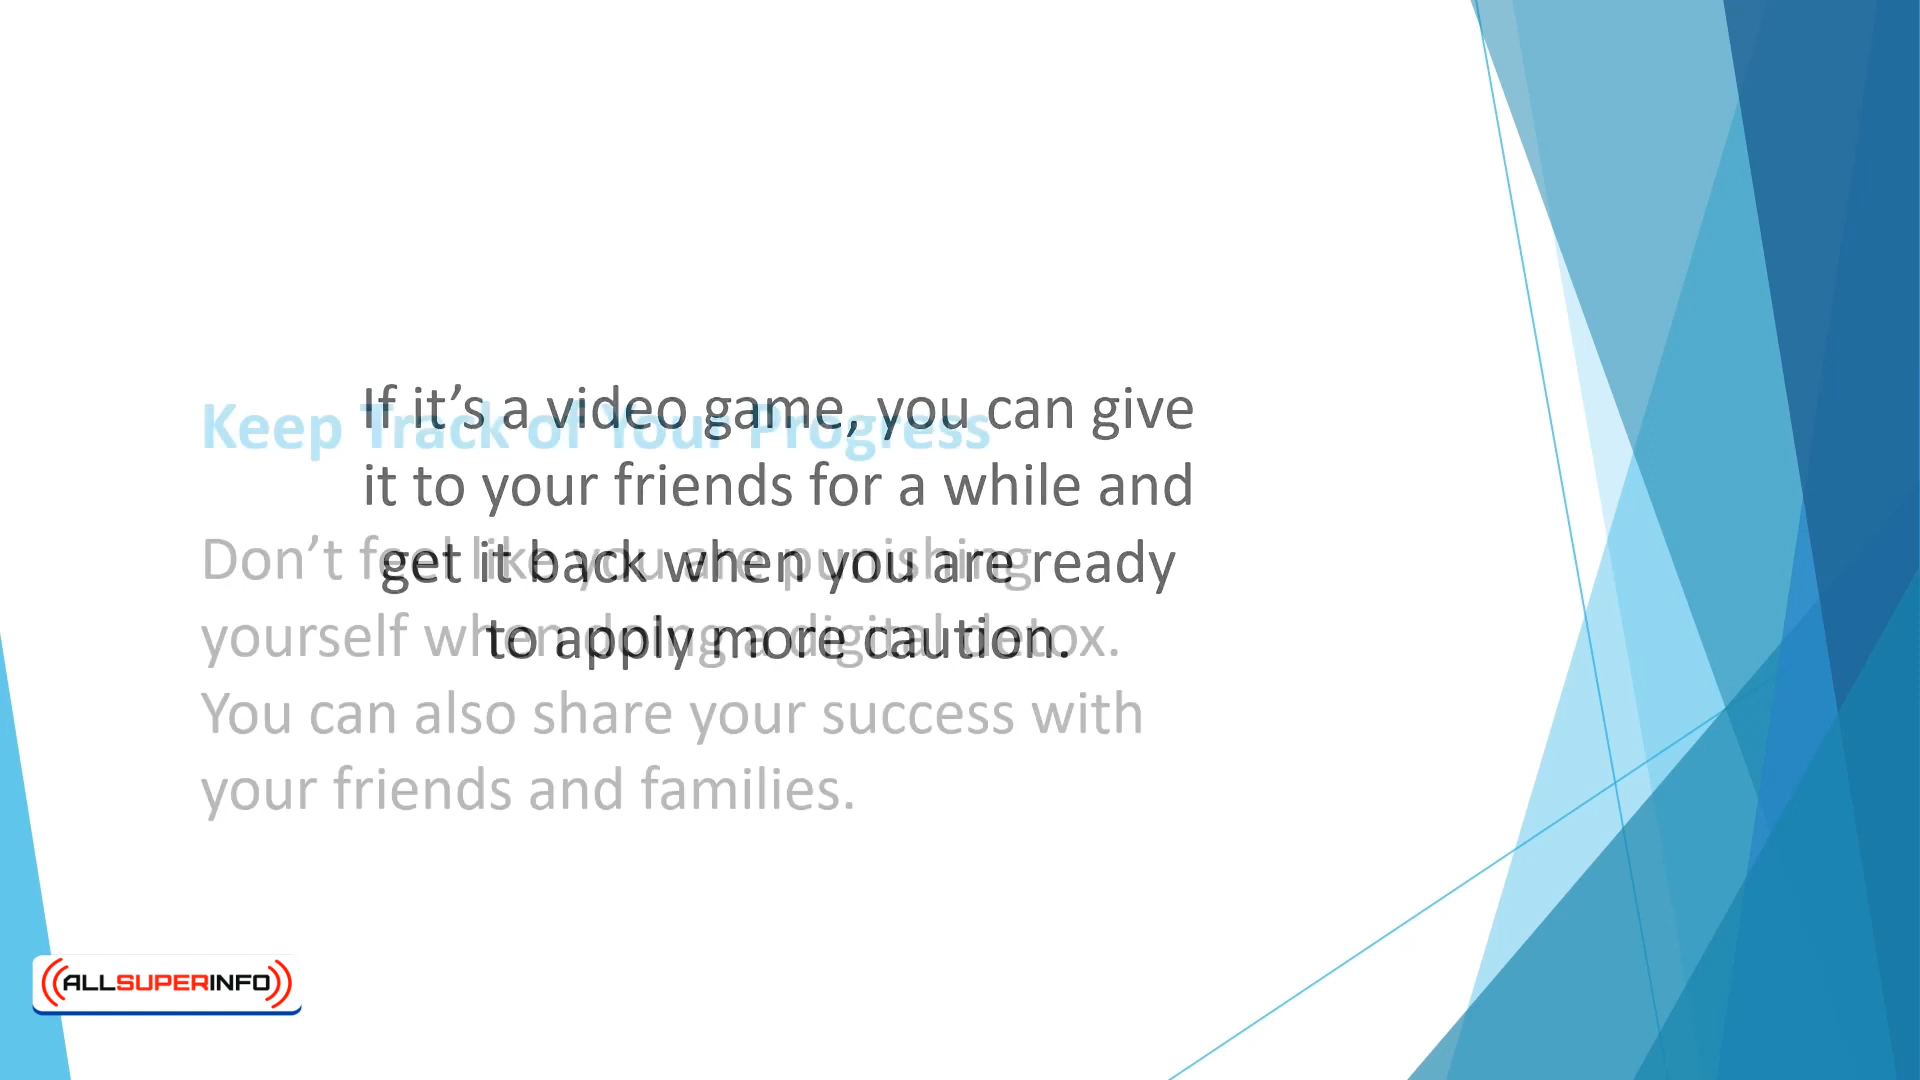 If it’s a video game, you can give
it to your friends for a while and
get it back when you are ready
to apply more caution.
Keep Track of Your Progress
Don’t feel like you are punishing
yourself when doing a digital detox.
You can also share your success with
your friends and families.
ALLSUPERINFO